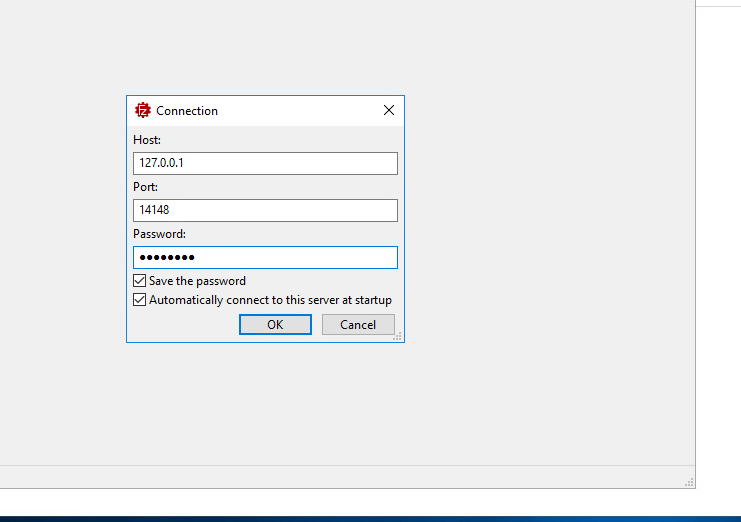 Connection
Host:
127.0.0.1
Port:
14148
Password:
●●●●●●●●
Save the password
Automatically connect to this server at startup
OK Cancel